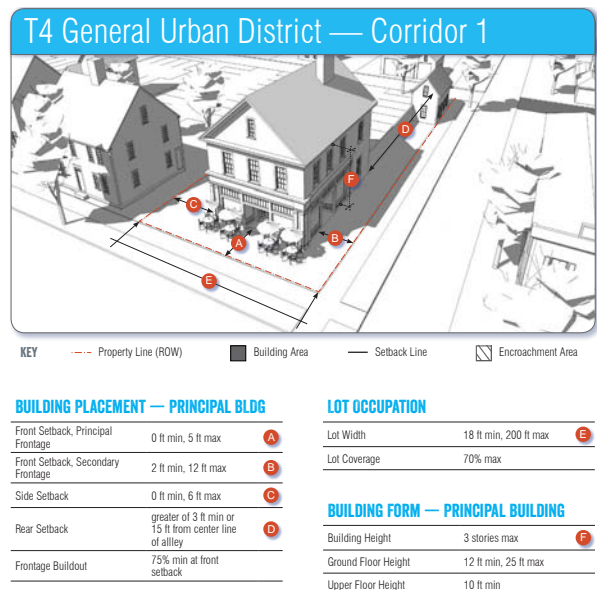 T4 General Urban District — Corridor 1
D
F
C
A
B
E
KEY
Property Line (ROW)
Building Area
Setback Line
Encroachment Area
BUILDING PLACEMENT — PRINCIPAL BLDG
Front Setback, Principal
Frontage
0 ft min, 5 ft max
A
Front Setback, Secondary
Frontage
2 ft min, 12 ft max
B
Side Setback
0 ft min, 6 ft max
C
Rear Setback
greater of 3 ft min or
15 ft from center line
of allley
D
Frontage Buildout
75% min at front
setback
LOT OCCUPATION
Lot Width
18 ft min, 200 ft max
E
Lot Coverage
70% max
BUILDING FORM — PRINCIPAL BUILDING
Building Height
3 stories max
F
Ground Floor Height
12 ft min, 25 ft max
Upper Floor Height
10 ft min